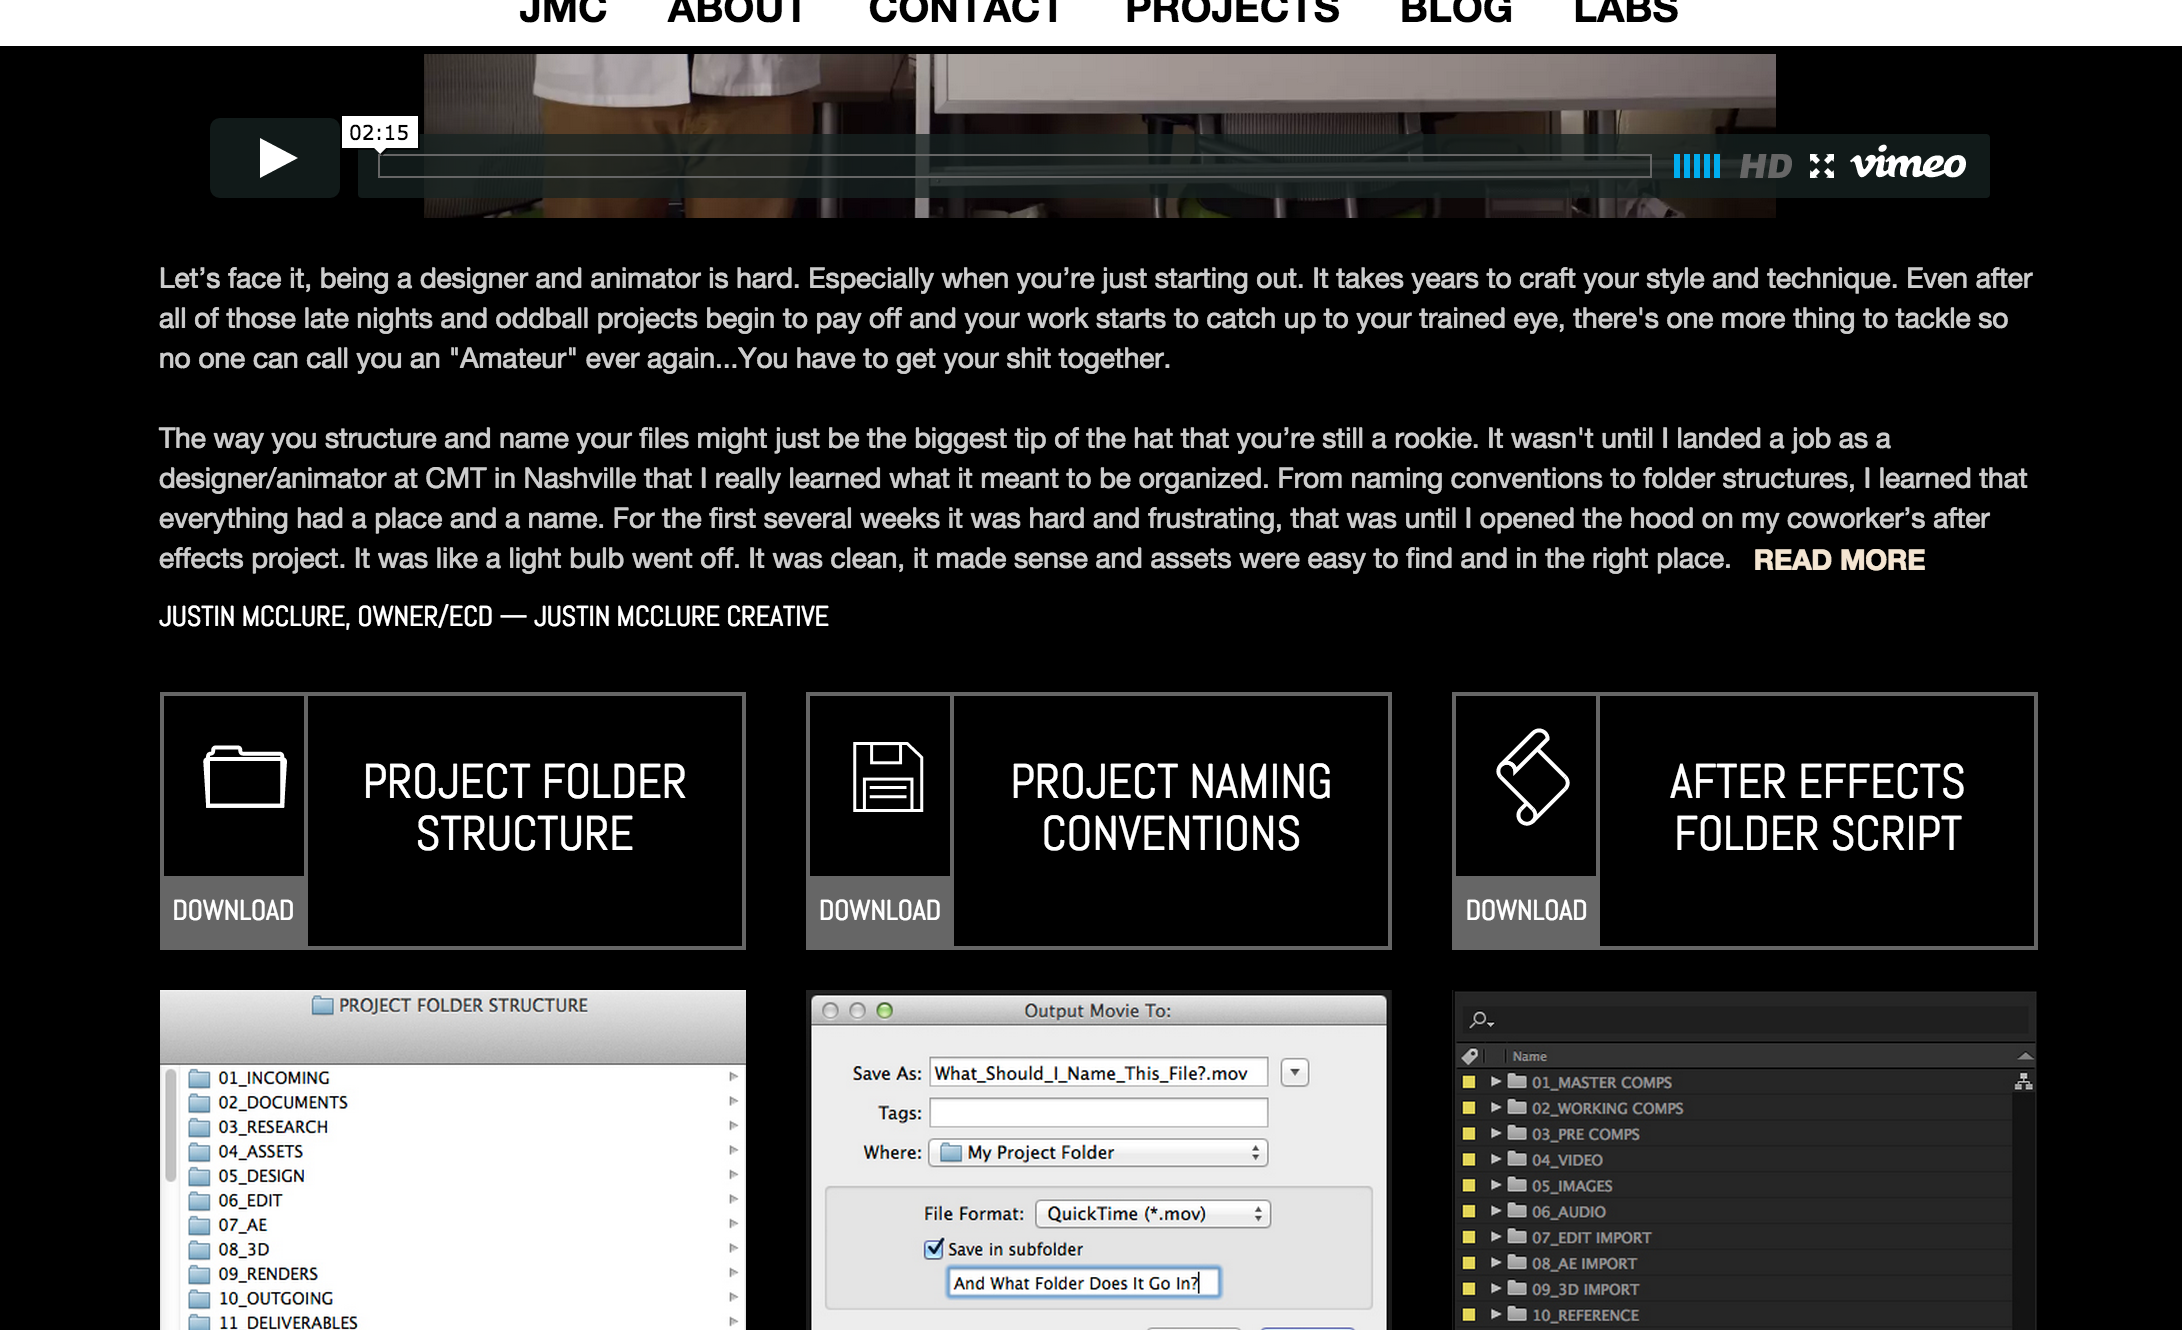 JMC ABOUT CONTACT PROJECTS BLOG LABS
02:15
HD vimeo
Let’s face it, being a designer and animator is hard. Especially when you’re just starting out. It takes years to craft your style and technique. Even after
all of those late nights and oddball projects begin to pay off and your work starts to catch up to your trained eye, there's one more thing to tackle so
no one can call you an "Amateur" ever again...You have to get your shit together.
The way you structure and name your files might just be the biggest tip of the hat that you’re still a rookie. It wasn't until I landed a job as a
designer/animator at CMT in Nashville that I really learned what it meant to be organized. From naming conventions to folder structures, I learned that
everything had a place and a name. For the first several weeks it was hard and frustrating, that was until I opened the hood on my coworker’s after
effects project. It was like a light bulb went off. It was clean, it made sense and assets were easy to find and in the right place. READ MORE
JUSTIN MCCLURE, OWNER/ECD — JUSTIN MCCLURE CREATIVE
PROJECT FOLDER
STRUCTURE
DOWNLOAD
PROJECT NAMING
CONVENTIONS
DOWNLOAD
AFTER EFFECTS
FOLDER SCRIPT
DOWNLOAD
PROJECT FOLDER STRUCTURE
01_INCOMING
02_DOCUMENTS
03_RESEARCH
04_ASSETS
05_DESIGN
06_EDIT
07_AE
08_3D
09_RENDERS
10_OUTGOING
11_DELIVERABLES
Output Movie To:
Save As: What_Should_I_Name_This_File?.mov
Tags:
Where: My Project Folder
File Format: QuickTime (*.mov)
Save in subfolder
And What Folder Does It Go In?
Name
01_MASTER COMPS
02_WORKING COMPS
03_PRE COMPS
04_VIDEO
05_IMAGES
06_AUDIO
07_EDIT IMPORT
08_AE IMPORT
09_3D IMPORT
10_REFERENCE